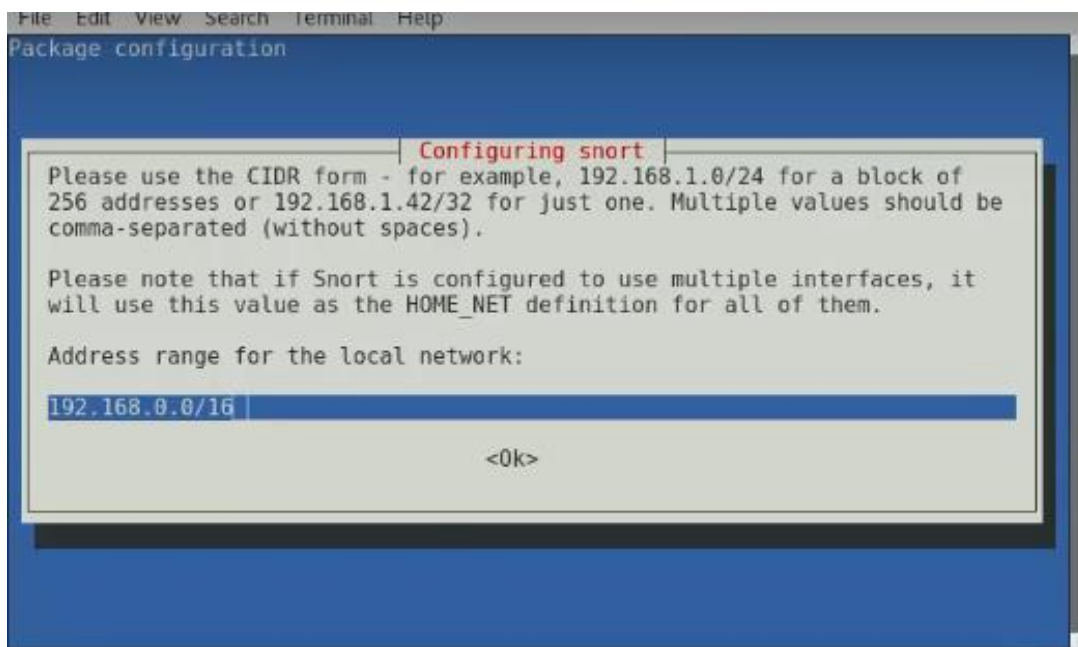 File Edit View Search Terminal Help
Package configuration
Configuring snort
Please use the CIDR form - for example, 192.168.1.0/24 for a block of
256 addresses or 192.168.1.42/32 for just one. Multiple values should be
comma-separated (without spaces).
Please note that if Snort is configured to use multiple interfaces, it
will use this value as the HOME_NET definition for all of them.
Address range for the local network:
192.168.0.0/16
<Ok>